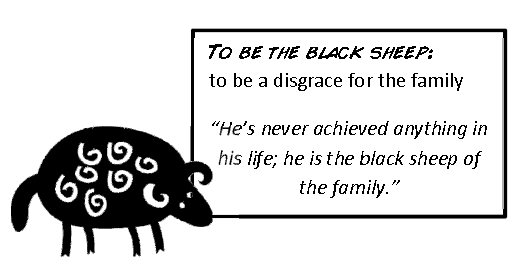 TO BE THE BLACK SHEEP:
to be a disgrace for the family
“He’s never achieved anything in
his life; he is the black sheep of
the family.”